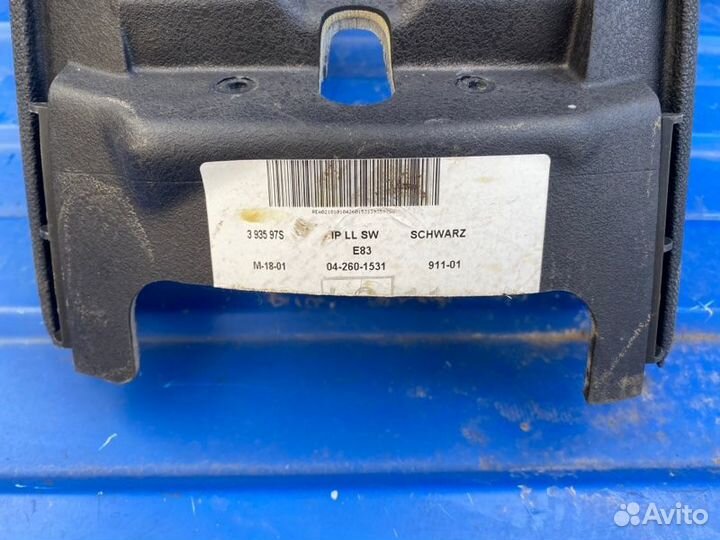 3 935 97S IP LL SW SCHWARZ
E83
M-18-01 04-260-1531 911-01
Avito